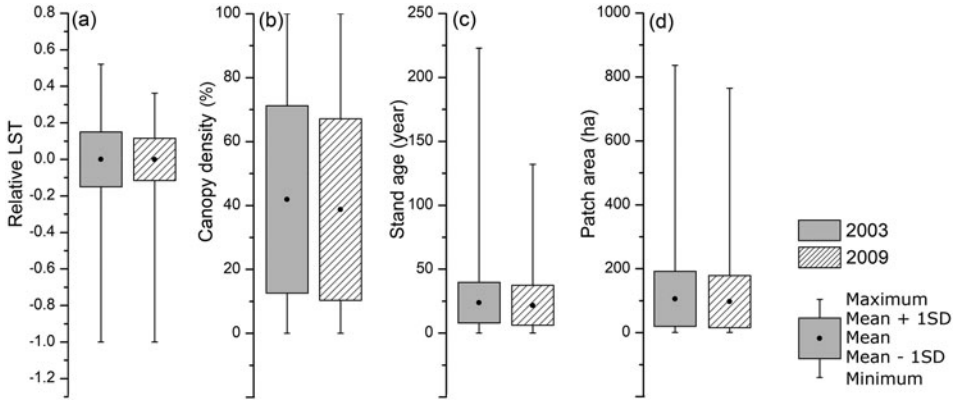 (a)
0.8
0.6
0.4
0.2
0.0
-0.2
-0.4
-0.6
-0.8
-1.0
-1.2
Relative LST
(b)
100
80
60
40
20
0
Canopy density (%)
(c)
250
200
150
100
50
0
Stand age (year)
(d)
1000
800
600
400
200
0
Patch area (ha)
2003
2009
Maximum
Mean + 1SD
Mean
Mean - 1SD
Minimum